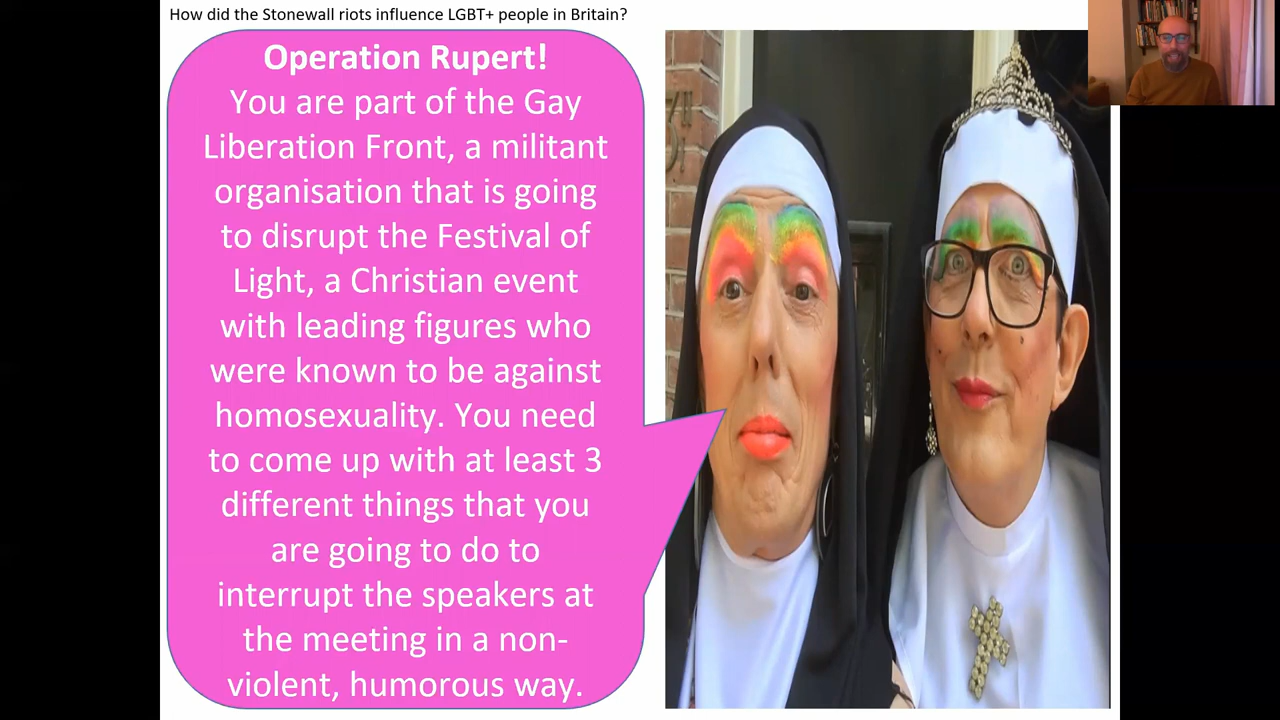 How did the Stonewall riots influence LGBT+ people in Britain?
Operation Rupert!
You are part of the Gay
Liberation Front, a militant
organisation that is going
to disrupt the Festival of
Light, a Christian event
with leading figures who
were known to be against
homosexuality. You need
to come up with at least 3
different things that you
are going to do to
interrupt the speakers at
the meeting in a non-
violent, humorous way.